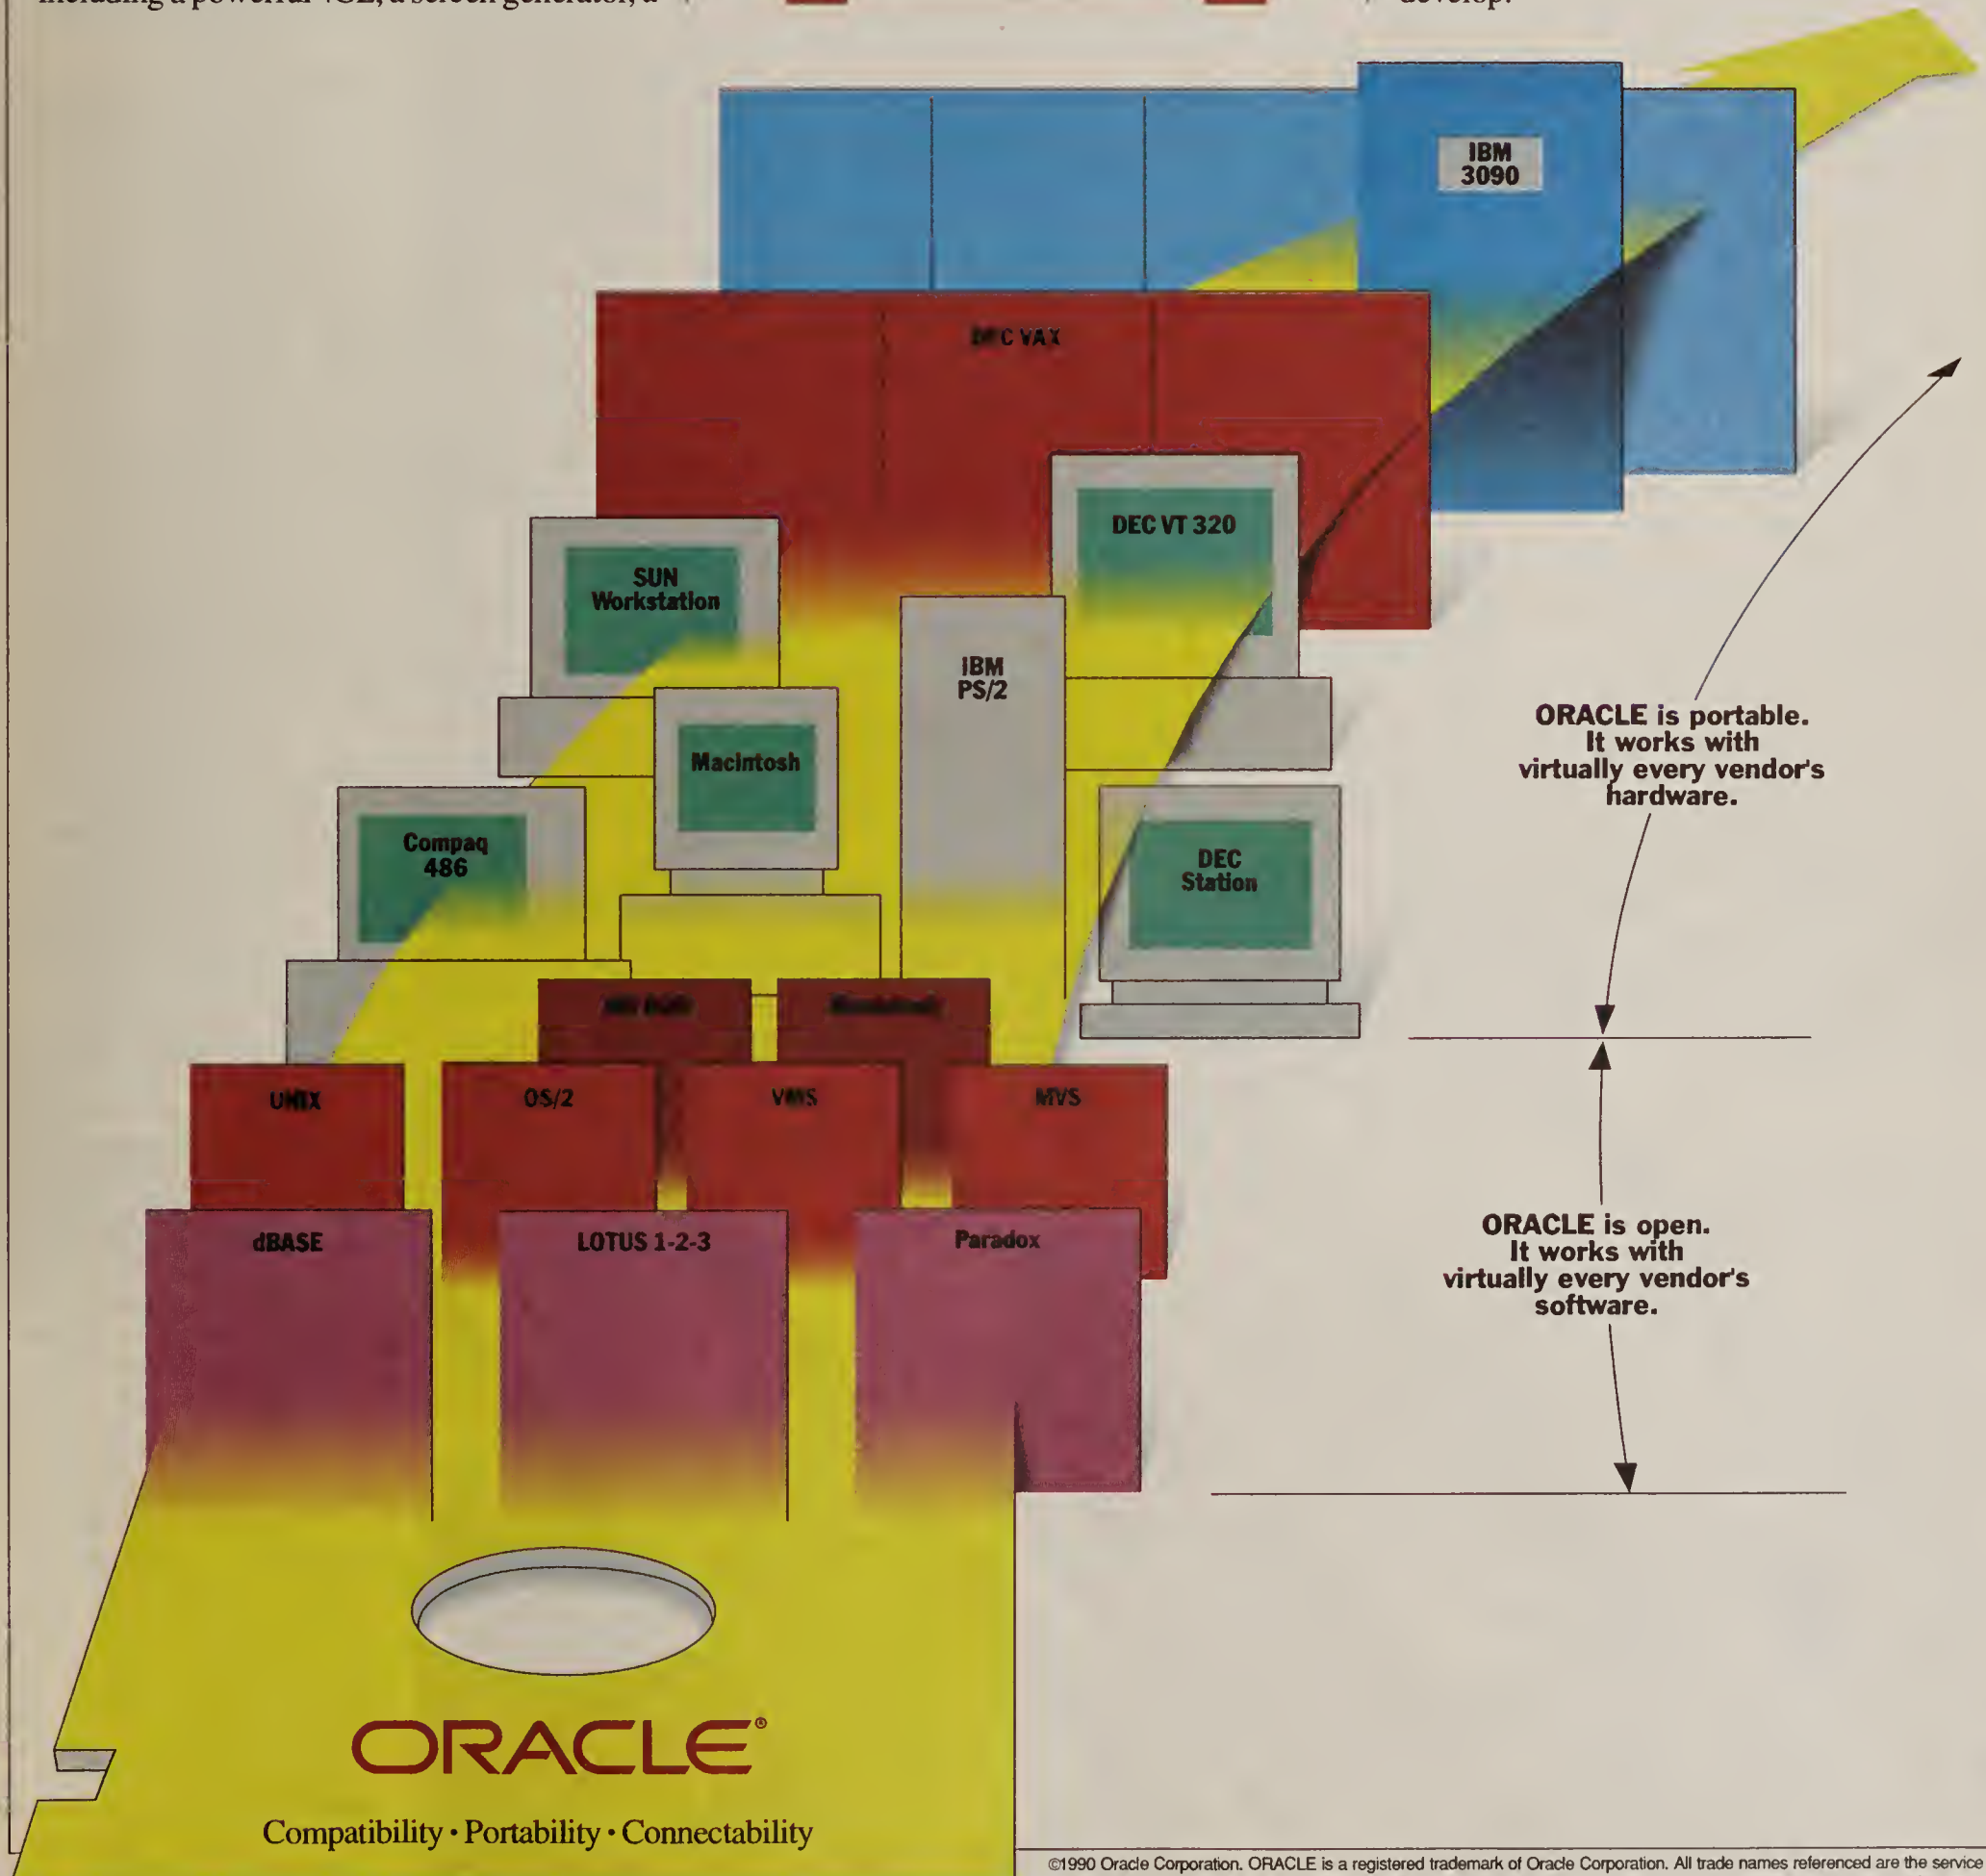 develop.
IBM
3090
DEC VAX
DEC VT 320
SUN
Workstation
IBM
PS/2
Macintosh
ORACLE is portable.
It works with
virtually every vendor's
hardware.
Compaq
486
DEC
Station
UNIX
OS/2
VMS
MVS
dBASE
LOTUS 1-2-3
Paradox
ORACLE is open.
It works with
virtually every vendor's
software.
ORACLE®
Compatibility • Portability • Connectability
©1990 Oracle Corporation. ORACLE is a registered trademark of Oracle Corporation. All trade names referenced are the service